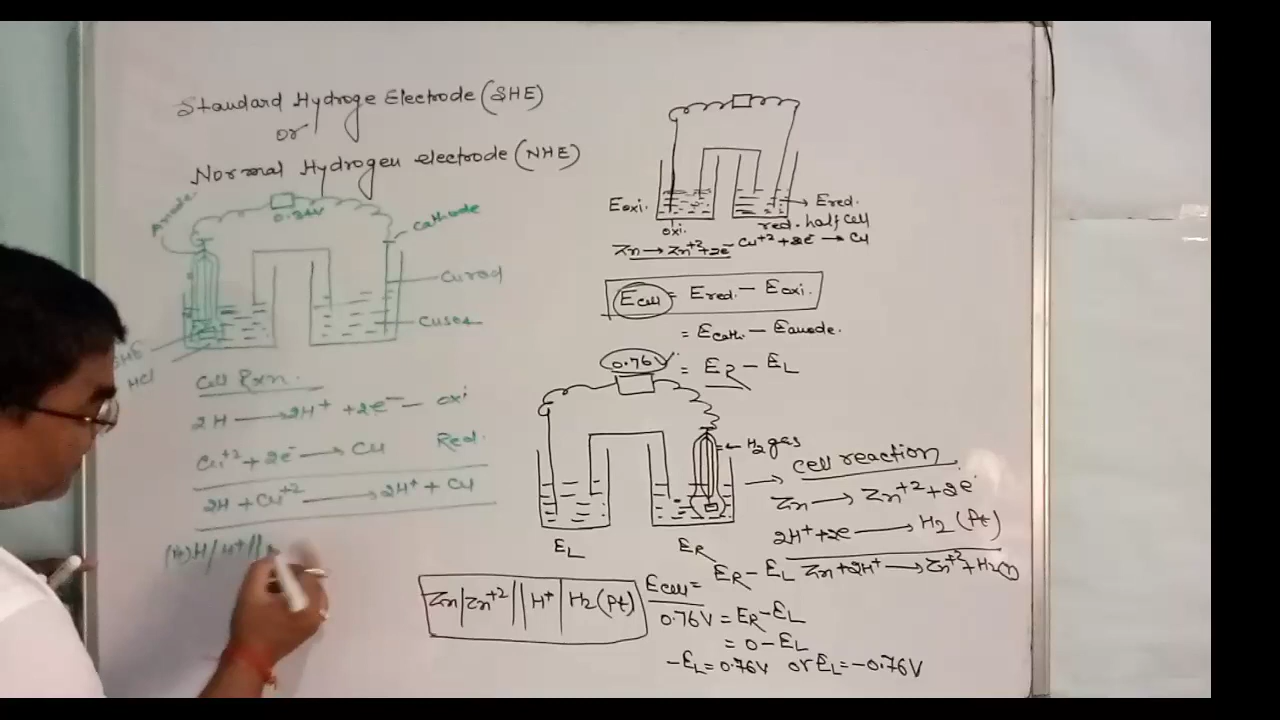 Standard Hydroge Electrode (SHE)
or
Normal Hydrogen electrode (NHE)
Anode
0.34V
Cathode
Cu rod
CuSO4
SHE
HCl
Cell Rxn.
2H → 2H⁺ + 2e⁻ — oxi
Cu⁺² + 2e⁻ → Cu Red.
2H + Cu⁺² → 2H⁺ + Cu
(Pt) H / H⁺ //
Eoxi.
oxi.
Ered.
red. half cell
Zn → Zn⁺² + 2e⁻ Cu⁺² + 2e⁻ → Cu
Ecell = Ered. − Eoxi.
= Ecath. − Eanode.
= ER − EL
0.76V
H2 gas
EL
ER
→ cell reaction
Zn → Zn⁺² + 2e⁻
2H⁺ + 2e → H2 (Pt)
Zn + 2H⁺ → Zn⁺² + H2
Zn | Zn⁺² || H⁺ | H2 (Pt)
Ecell = ER − EL
0.76V = ER − EL
= 0 − EL
−EL = 0.76V or EL = −0.76V